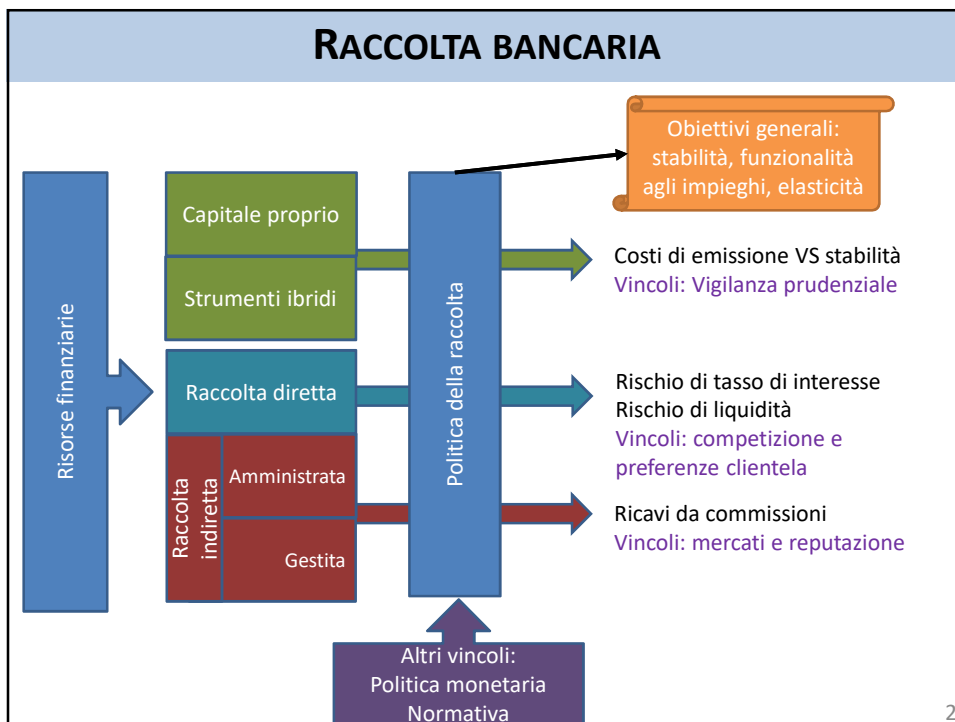 RACCOLTA BANCARIA
Obiettivi generali:
stabilità, funzionalità
agli impieghi, elasticità
Risorse finanziarie
Capitale proprio
Strumenti ibridi
Raccolta diretta
Raccolta
indiretta
Amministrata
Gestita
Politica della raccolta
Costi di emissione VS stabilità
Vincoli: Vigilanza prudenziale
Rischio di tasso di interesse
Rischio di liquidità
Vincoli: competizione e
preferenze clientela
Ricavi da commissioni
Vincoli: mercati e reputazione
Altri vincoli:
Politica monetaria
Normativa
2